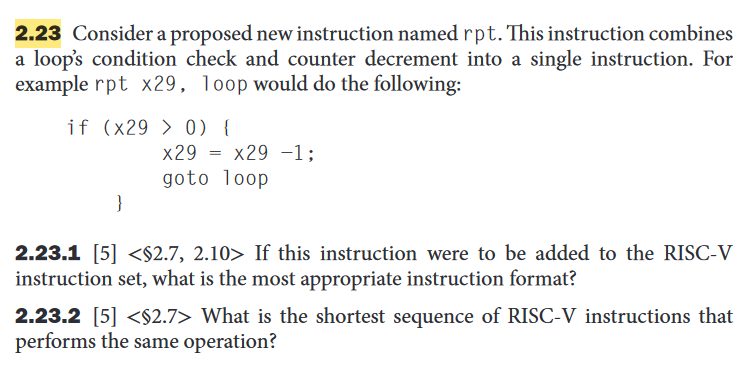 2.23 Consider a proposed new instruction named rpt. This instruction combines
a loop's condition check and counter decrement into a single instruction. For
example rpt x29, loop would do the following:
if (x29 > 0) {
x29 = x29 −1;
goto loop
}
2.23.1 [5] <§2.7, 2.10> If this instruction were to be added to the RISC-V
instruction set, what is the most appropriate instruction format?
2.23.2 [5] <§2.7> What is the shortest sequence of RISC-V instructions that
performs the same operation?